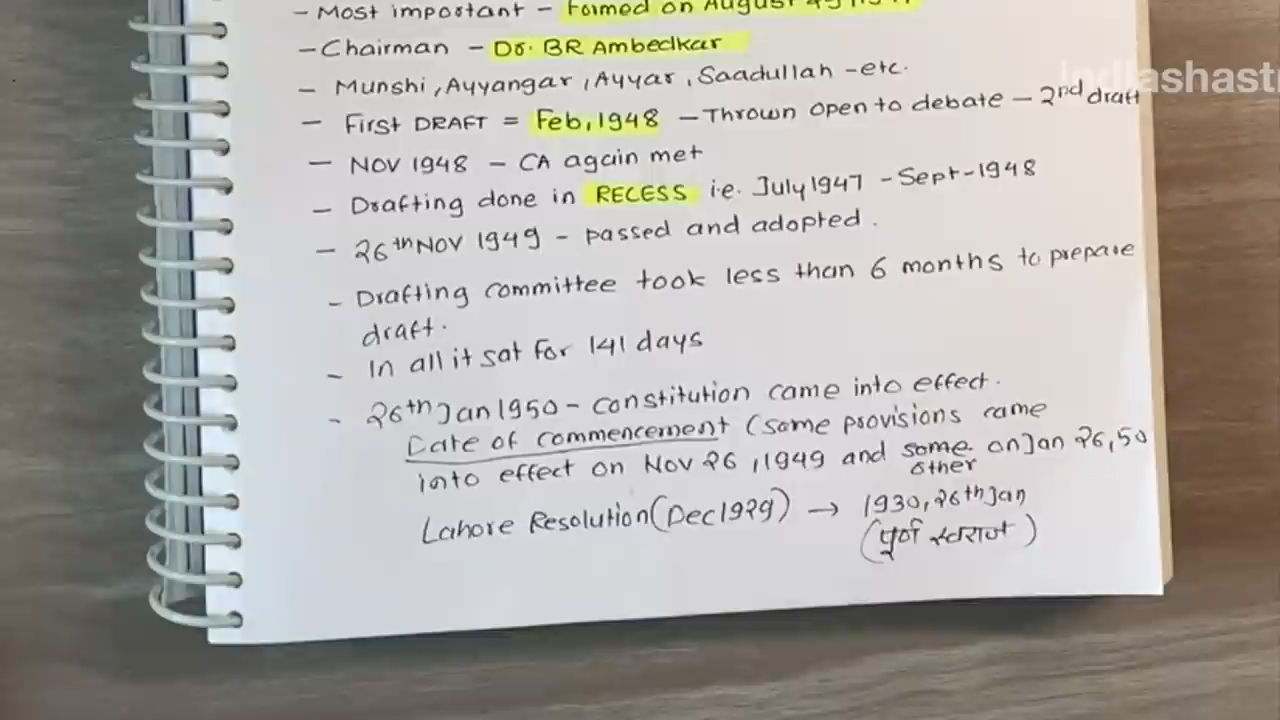 - Most important - Formed on August
- Chairman - Dr. BR Ambedkar
- Munshi, Ayyangar, Ayyar, Saadullah - etc.
indiashast
- First DRAFT = Feb, 1948 - Thrown open to debate - 2nd draft
- NOV 1948 - CA again met
- Drafting done in RECESS i.e. July 1947 - Sept-1948
- 26th NOV 1949 - passed and adopted.
- Drafting committee took less than 6 months to prepare
draft.
- In all it sat for 141 days
- 26th Jan 1950 - constitution came into effect.
Date of commencement (some provisions came
into effect on Nov 26, 1949 and some on Jan 26, 50
other
Lahore Resolution (Dec 1929) → 1930, 26th Jan
(पूर्ण स्वराज)